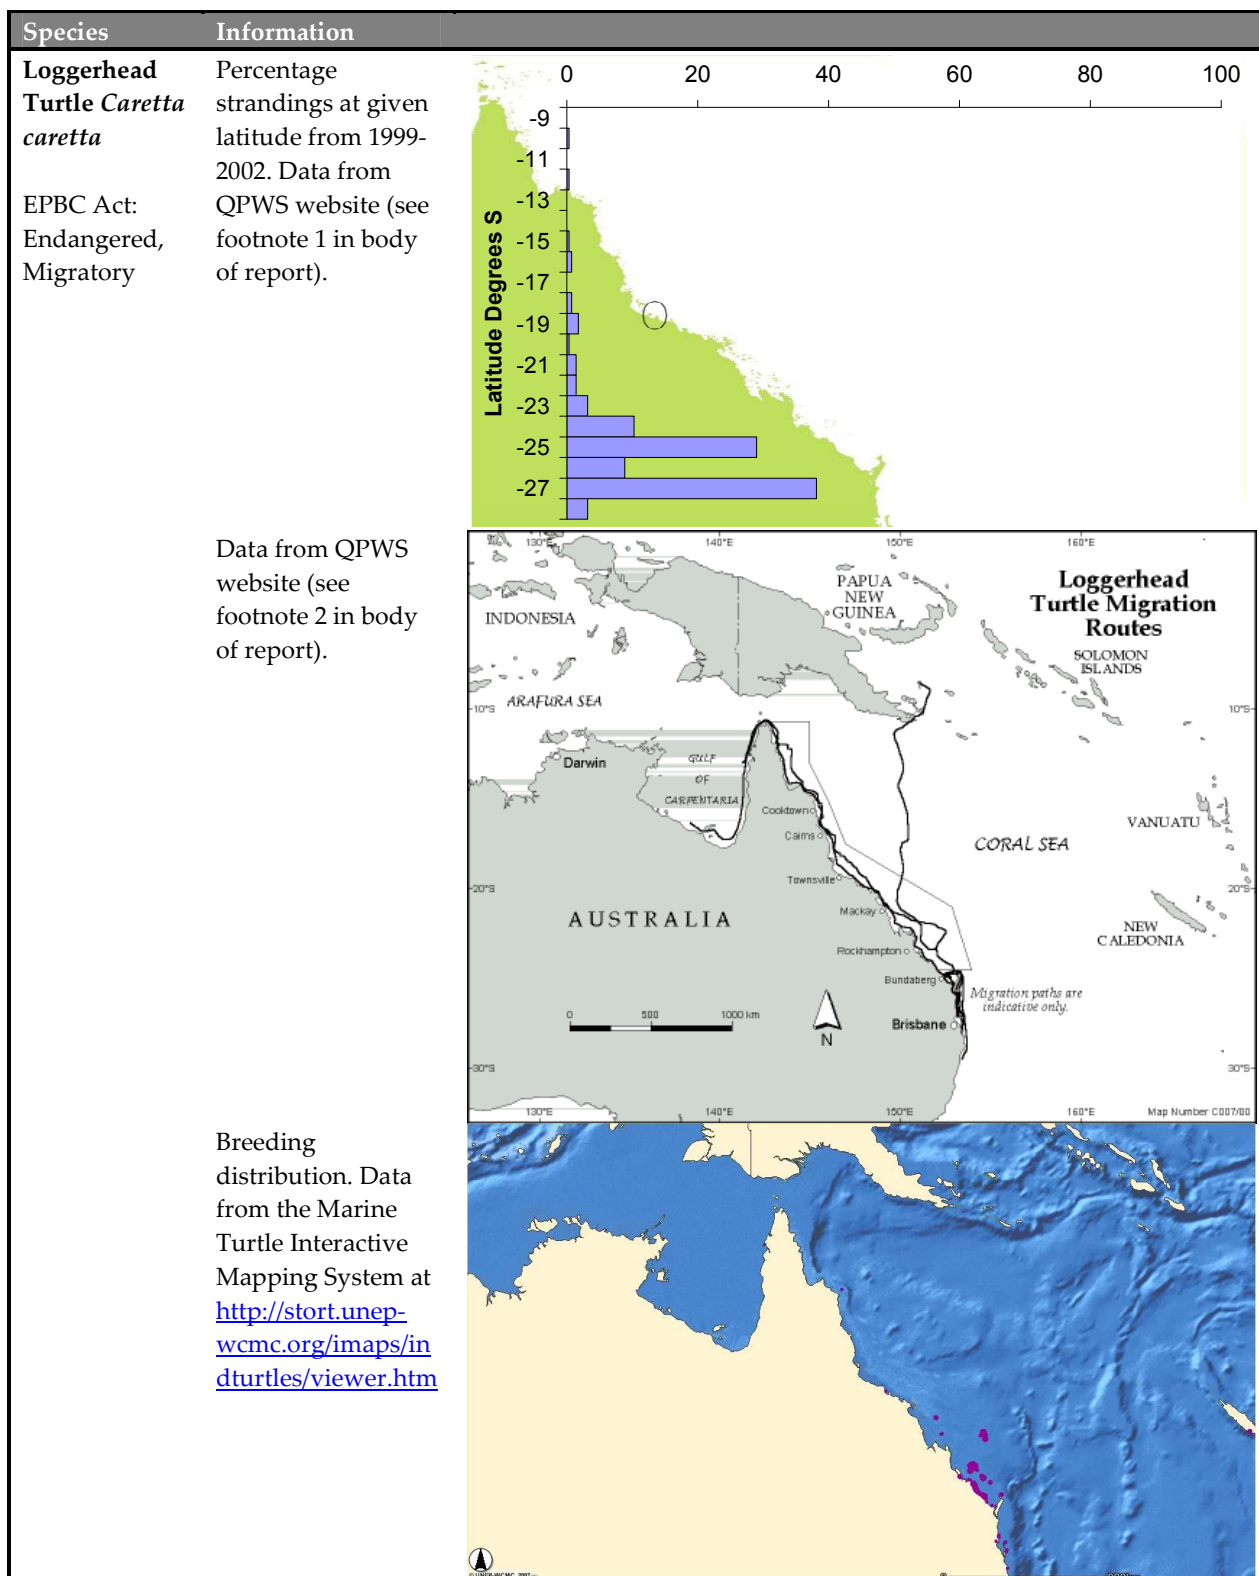 Species Information
Loggerhead
Turtle Caretta
caretta
EPBC Act:
Endangered,
Migratory
Percentage
strandings at given
latitude from 1999-
2002. Data from
QPWS website (see
footnote 1 in body
of report).
0 20 40 60 80 100
Latitude Degrees S
-9
-11
-13
-15
-17
-19
-21
-23
-25
-27
Data from QPWS
website (see
footnote 2 in body
of report).
130°E 140°E 150°E 160°E
Loggerhead
Turtle Migration
Routes
PAPUA
NEW
GUINEA
INDONESIA
SOLOMON
ISLANDS
ARAFURA SEA
10°S 10°S
Darwin
GULF
OF
CARPENTARIA
Cooktown
Cairns
VANUATU
CORAL SEA
Townsville
20°S 20°S
Mackay
AUSTRALIA
NEW
CALEDONIA
Rockhampton
Bundaberg
Migration paths are
indicative only.
0 500 1000 km
N
Brisbane
30°S 30°S
130°E 140°E 150°E 160°E
Map Number C007/00
Breeding
distribution. Data
from the Marine
Turtle Interactive
Mapping System at
http://stort.unep-
wcmc.org/imaps/in
dturtles/viewer.htm